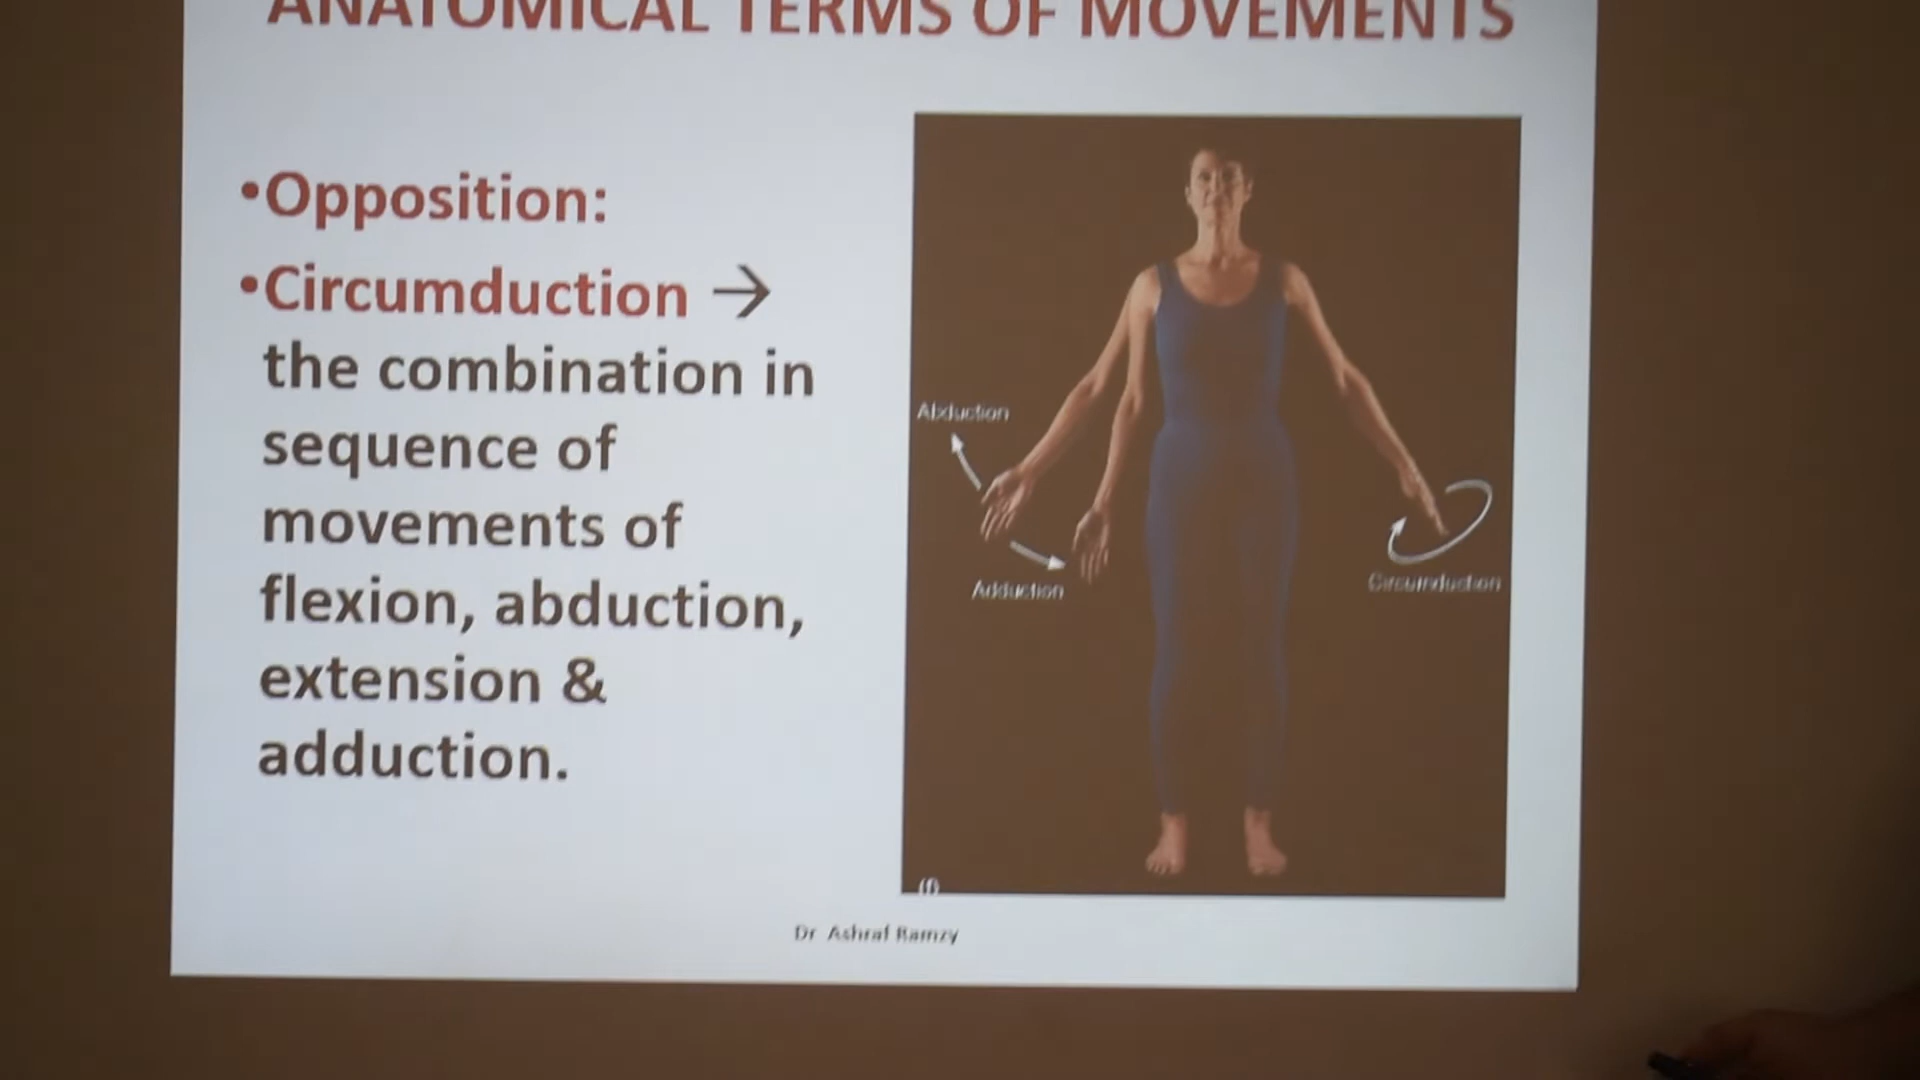 ANATOMICAL TERMS OF MOVEMENTS
•Opposition:
•Circumduction →
the combination in
sequence of
movements of
flexion, abduction,
extension &
adduction.
Abduction
Adduction
Circumduction
(f)
Dr Ashraf Ramzy